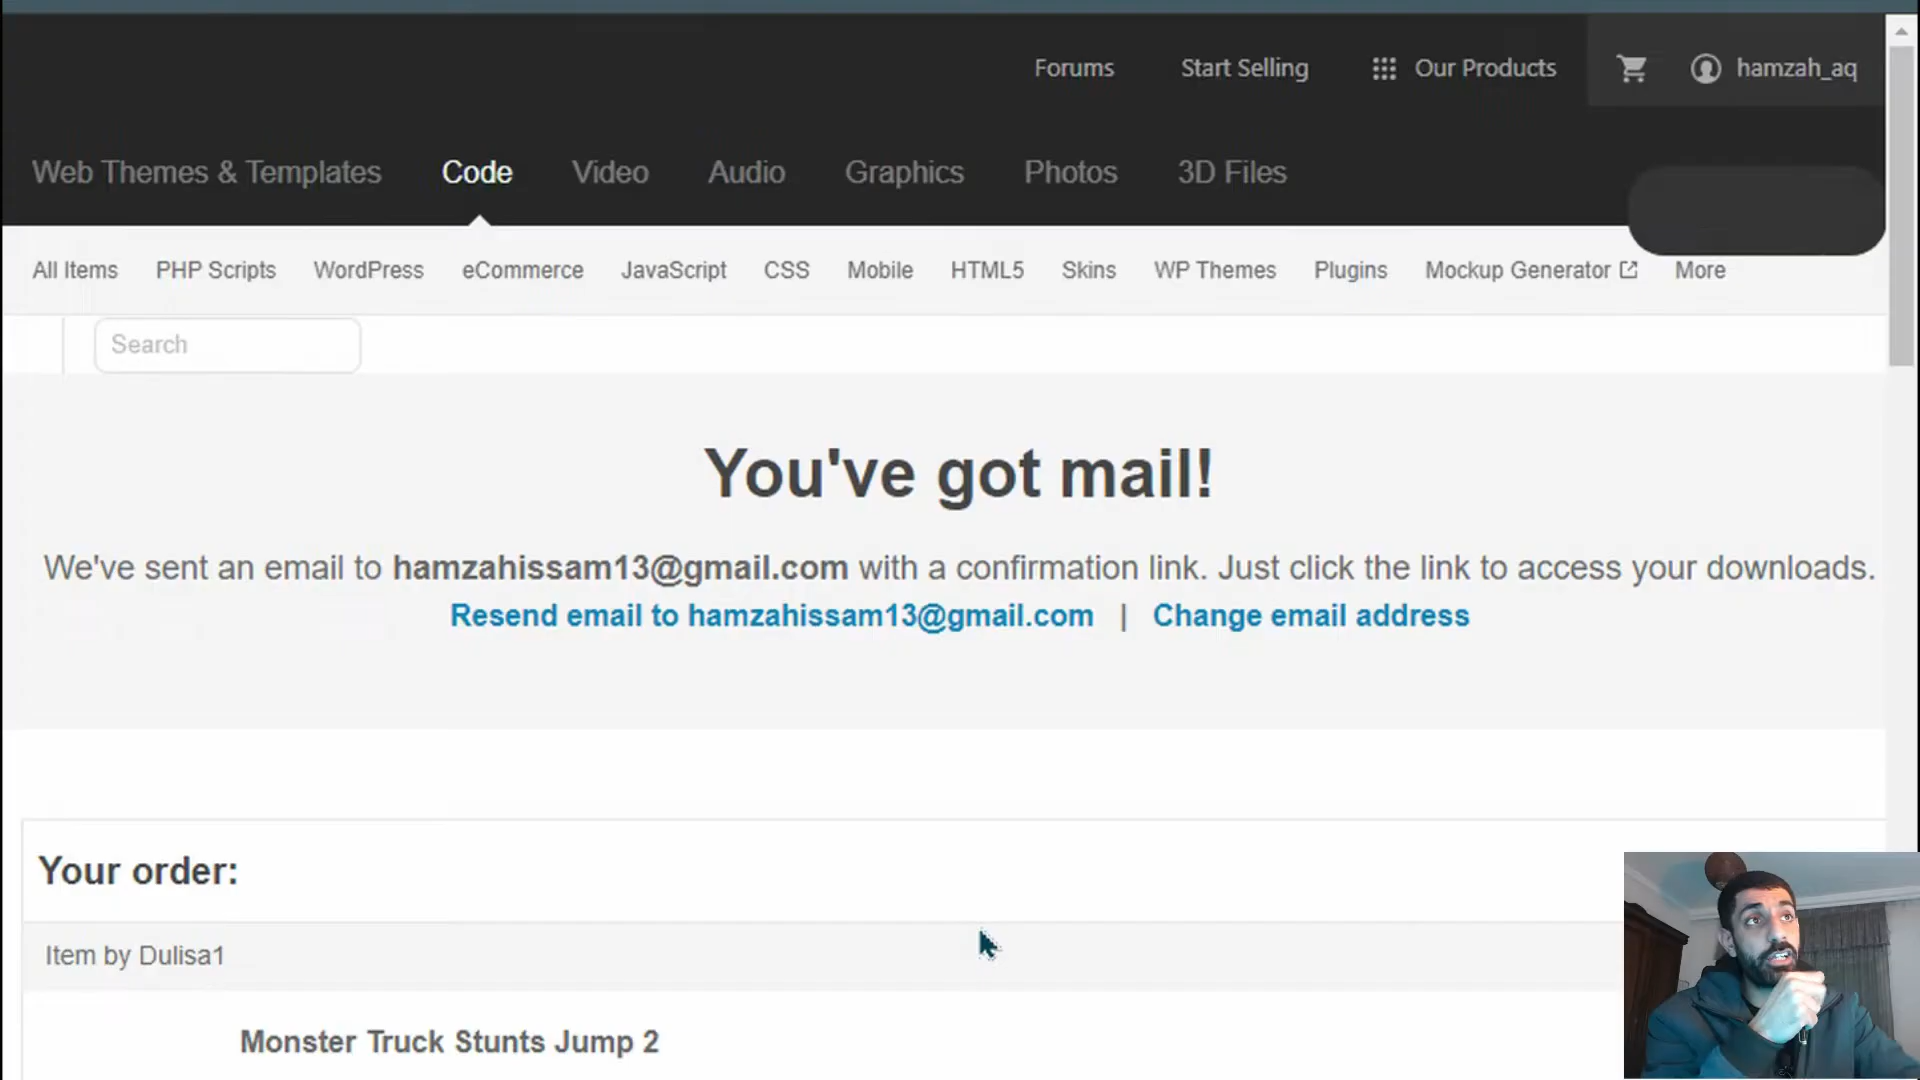 Forums Start Selling Our Products hamzah_aq
Web Themes & Templates Code Video Audio Graphics Photos 3D Files
All Items PHP Scripts WordPress eCommerce JavaScript CSS Mobile HTML5 Skins WP Themes Plugins Mockup Generator More
Search
You've got mail!
We've sent an email to hamzahissam13@gmail.com with a confirmation link. Just click the link to access your downloads.
Resend email to hamzahissam13@gmail.com | Change email address
Your order:
Item by Dulisa1
Monster Truck Stunts Jump 2